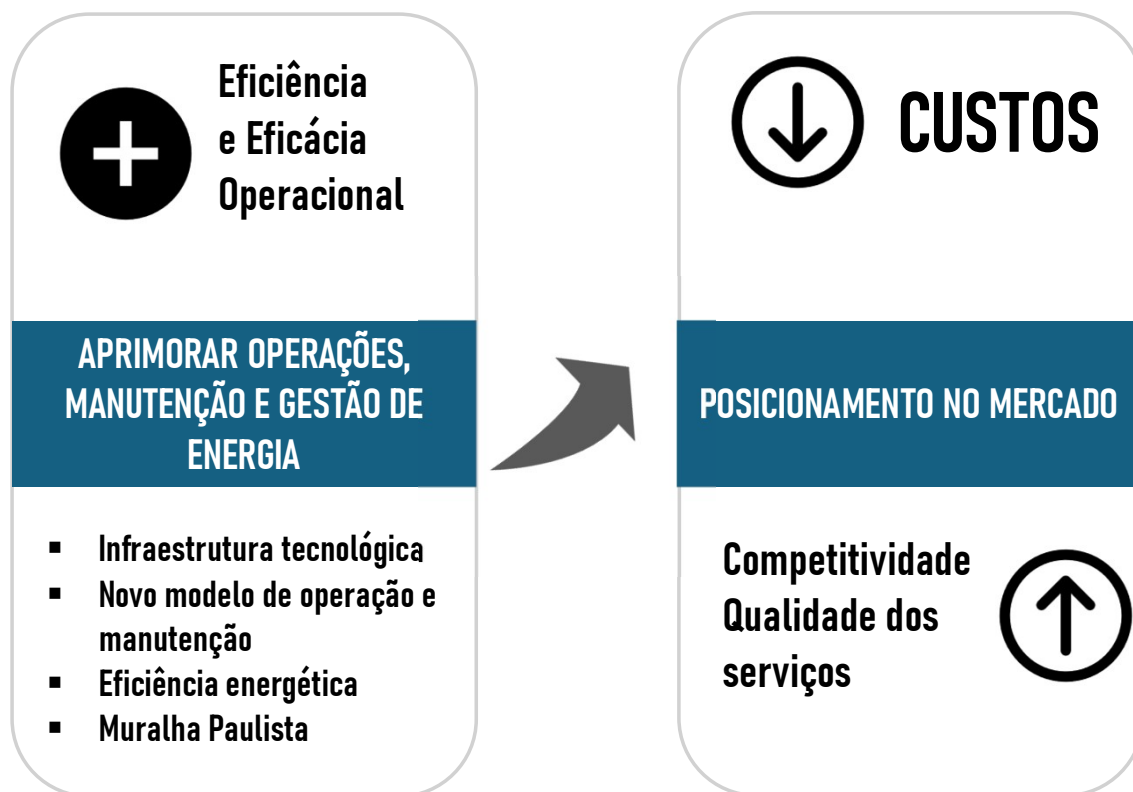 Eficiência
e Eficácia
Operacional
APRIMORAR OPERAÇÕES,
MANUTENÇÃO E GESTÃO DE
ENERGIA
▪ Infraestrutura tecnológica
▪ Novo modelo de operação e
manutenção
▪ Eficiência energética
▪ Muralha Paulista
CUSTOS
POSICIONAMENTO NO MERCADO
Competitividade
Qualidade dos
serviços